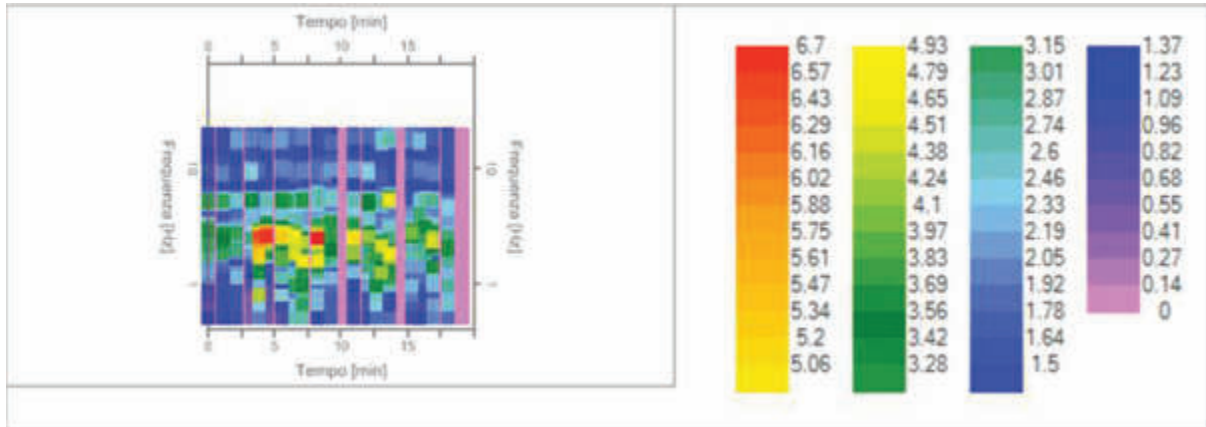 Tempo [min]
0 5 10 15
Frequenza [Hz]
10
1
Frequenza [Hz]
10
1
0 5 10 15
Tempo [min]
6.7 4.93 3.15 1.37
6.57 4.79 3.01 1.23
6.43 4.65 2.87 1.09
6.29 4.51 2.74 0.96
6.16 4.38 2.6 0.82
6.02 4.24 2.46 0.68
5.88 4.1 2.33 0.55
5.75 3.97 2.19 0.41
5.61 3.83 2.05 0.27
5.47 3.69 1.92 0.14
5.34 3.56 1.78 0
5.2 3.42 1.64
5.06 3.28 1.5